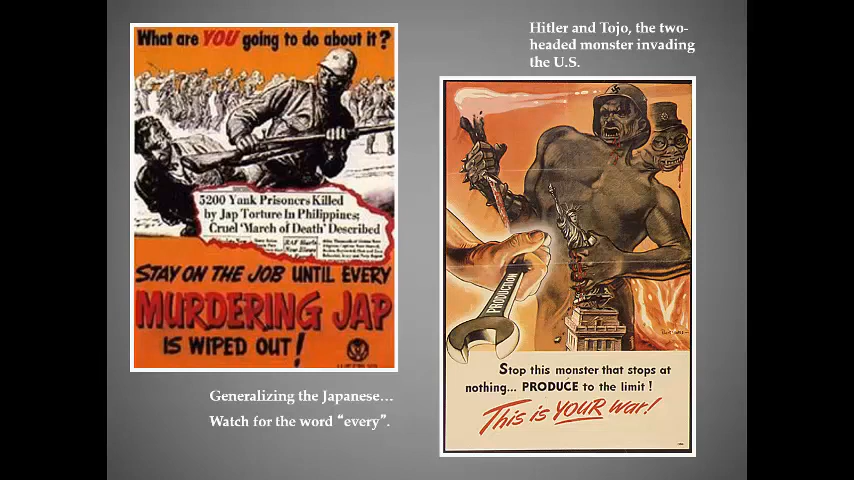 What are YOU going to do about it?
5200 Yank Prisoners Killed
by Jap Torture In Philippines;
Cruel 'March of Death' Described
STAY ON THE JOB UNTIL EVERY
MURDERING JAP
IS WIPED OUT!
Generalizing the Japanese…
Watch for the word “every”.
Hitler and Tojo, the two-
headed monster invading
the U.S.
PRODUCTION
Stop this monster that stops at
nothing... PRODUCE to the limit!
This is YOUR war!